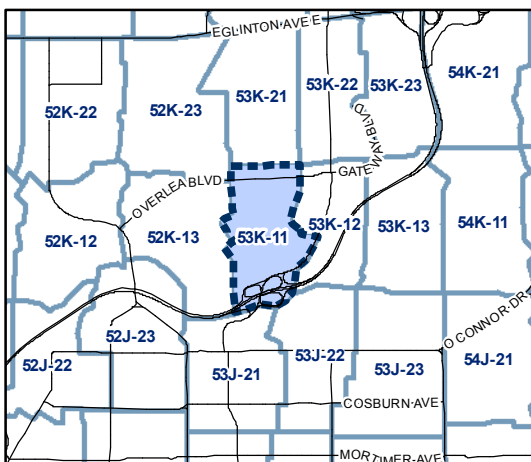 EGLINTON AVE E
52K-22
52K-23
53K-21
53K-22
53K-23
54K-21
OVERLEA BLVD
GATEWAY BLVD
52K-12
52K-13
53K-11
53K-12
53K-13
54K-11
52J-22
52J-23
53J-21
53J-22
53J-23
54J-21
O CONNOR DR
COSBURN AVE
MORTIMER AVE